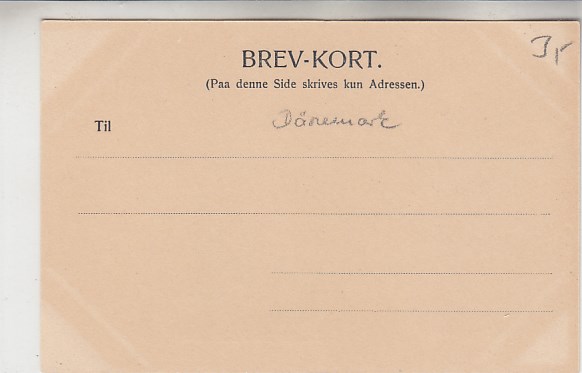 BREV-KORT.
(Paa denne Side skrives kun Adressen.)
Til
Dänemark